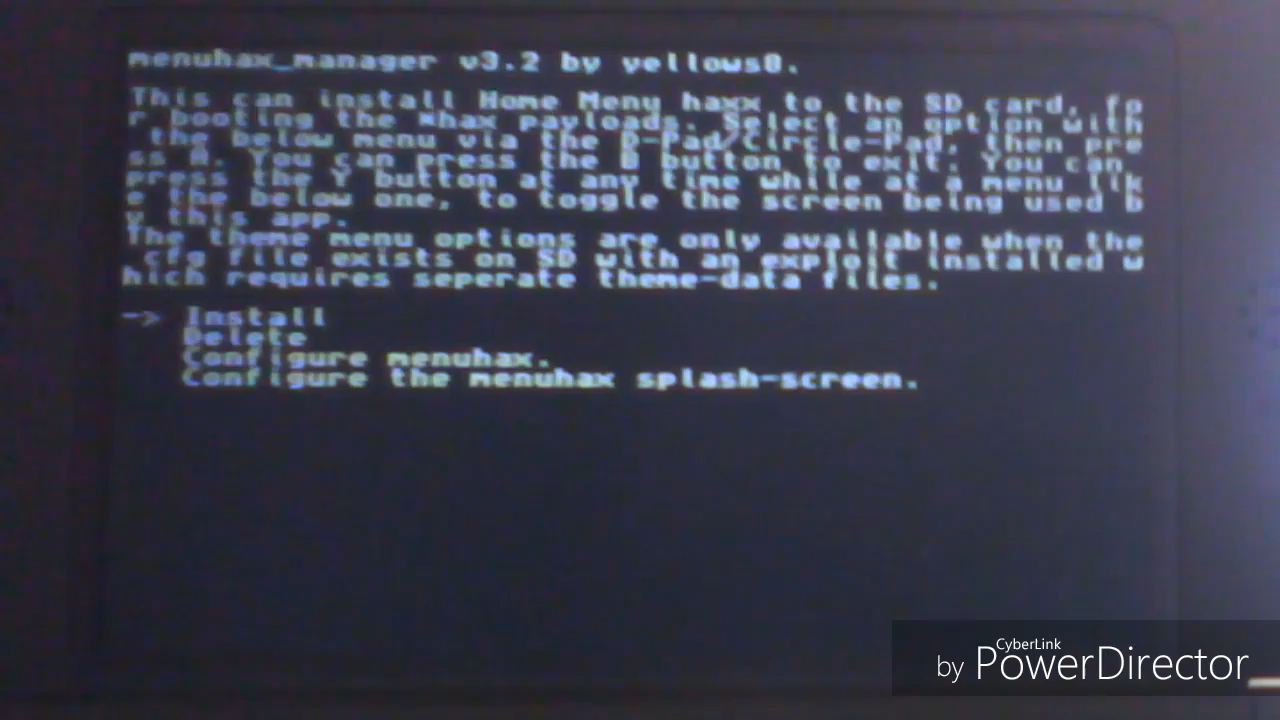 menuhax_manager v3.2 by yellows8.
This can install Home Menu haxx to the SD card, fo
r booting the *hax payloads. Select an option with
 the below menu via the D-Pad/Circle-Pad, then pre
ss A. You can press the B button to exit. You can
press the Y button at any time while at a menu lik
e the below one, to toggle the screen being used b
y this app.
The theme menu options are only available when the
 cfg file exists on SD with an exploit installed w
hich requires seperate theme-data files.
-> Install
Delete
Configure menuhax.
Configure the menuhax splash-screen.
CyberLink
by PowerDirector